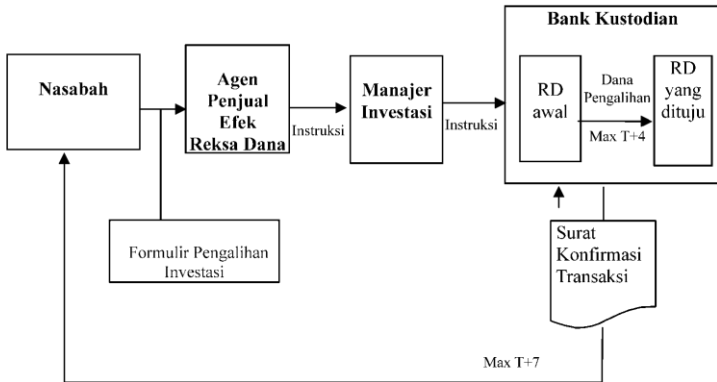 Bank Kustodian
Nasabah
Agen
Penjual
Efek
Reksa Dana
Instruksi
Manajer
Investasi
Instruksi
RD
awal
Dana
Pengalihan
Max T+4
RD
yang
dituju
Formulir Pengalihan
Investasi
Surat
Konfirmasi
Transaksi
Max T+7